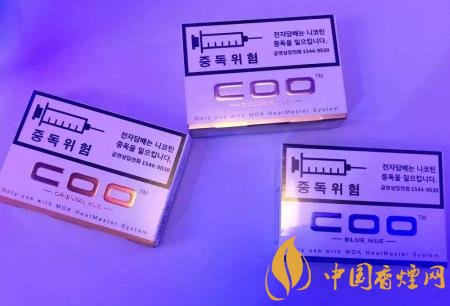 전자담배는 니코틴
중독을 일으킵니다.
금연상담전화 1544-9030
중독위험
COO™
GOLDEN HUE
Only use with MOK HeatMaster System
전자담배는 니코틴
중독을 일으킵니다.
금연상담전화 1544-9030
중독위험
COO™
ORIENTAL HUE
Only use with MOK HeatMaster System
전자담배는 니코틴
중독을 일으킵니다.
금연상담전화 1544-9030
중독위험
COO™
BLUE HUE
Only use with MOK HeatMaster System
中国香烟网